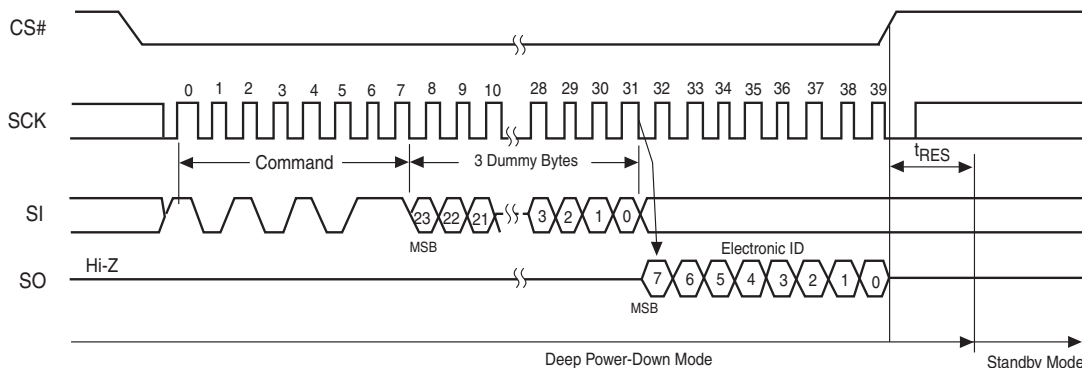 CS#
0 1 2 3 4 5 6 7 8 9 10 28 29 30 31 32 33 34 35 36 37 38 39
SCK
Command 3 Dummy Bytes tRES
SI 23 22 21 3 2 1 0
MSB Electronic ID
Hi-Z
SO 7 6 5 4 3 2 1 0
MSB
Deep Power-Down Mode Standby Mode